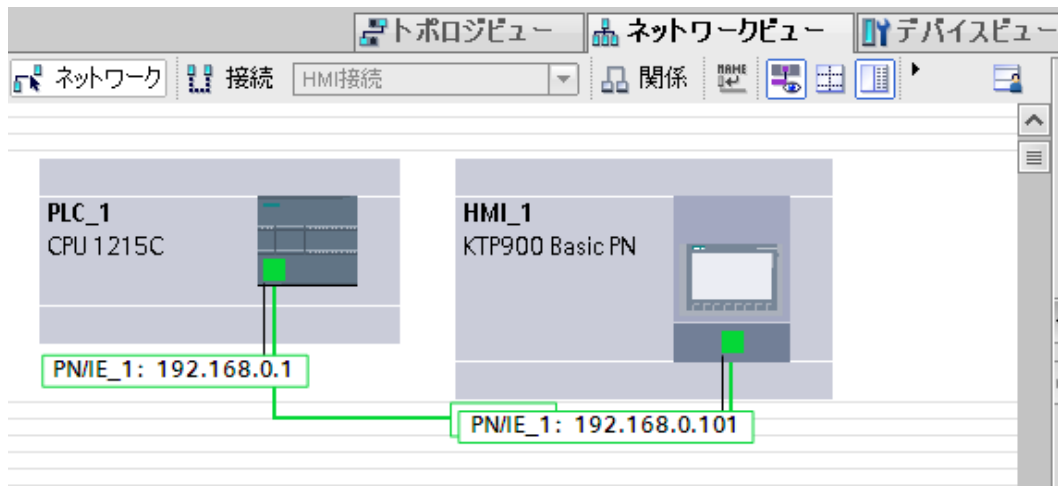 トポロジビュー ネットワークビュー デバイスビュー
ネットワーク 接続 HMI接続 関係 NAME
PLC_1
CPU 1215C
HMI_1
KTP900 Basic PN
PN/IE_1: 192.168.0.1
PN/IE_1: 192.168.0.101